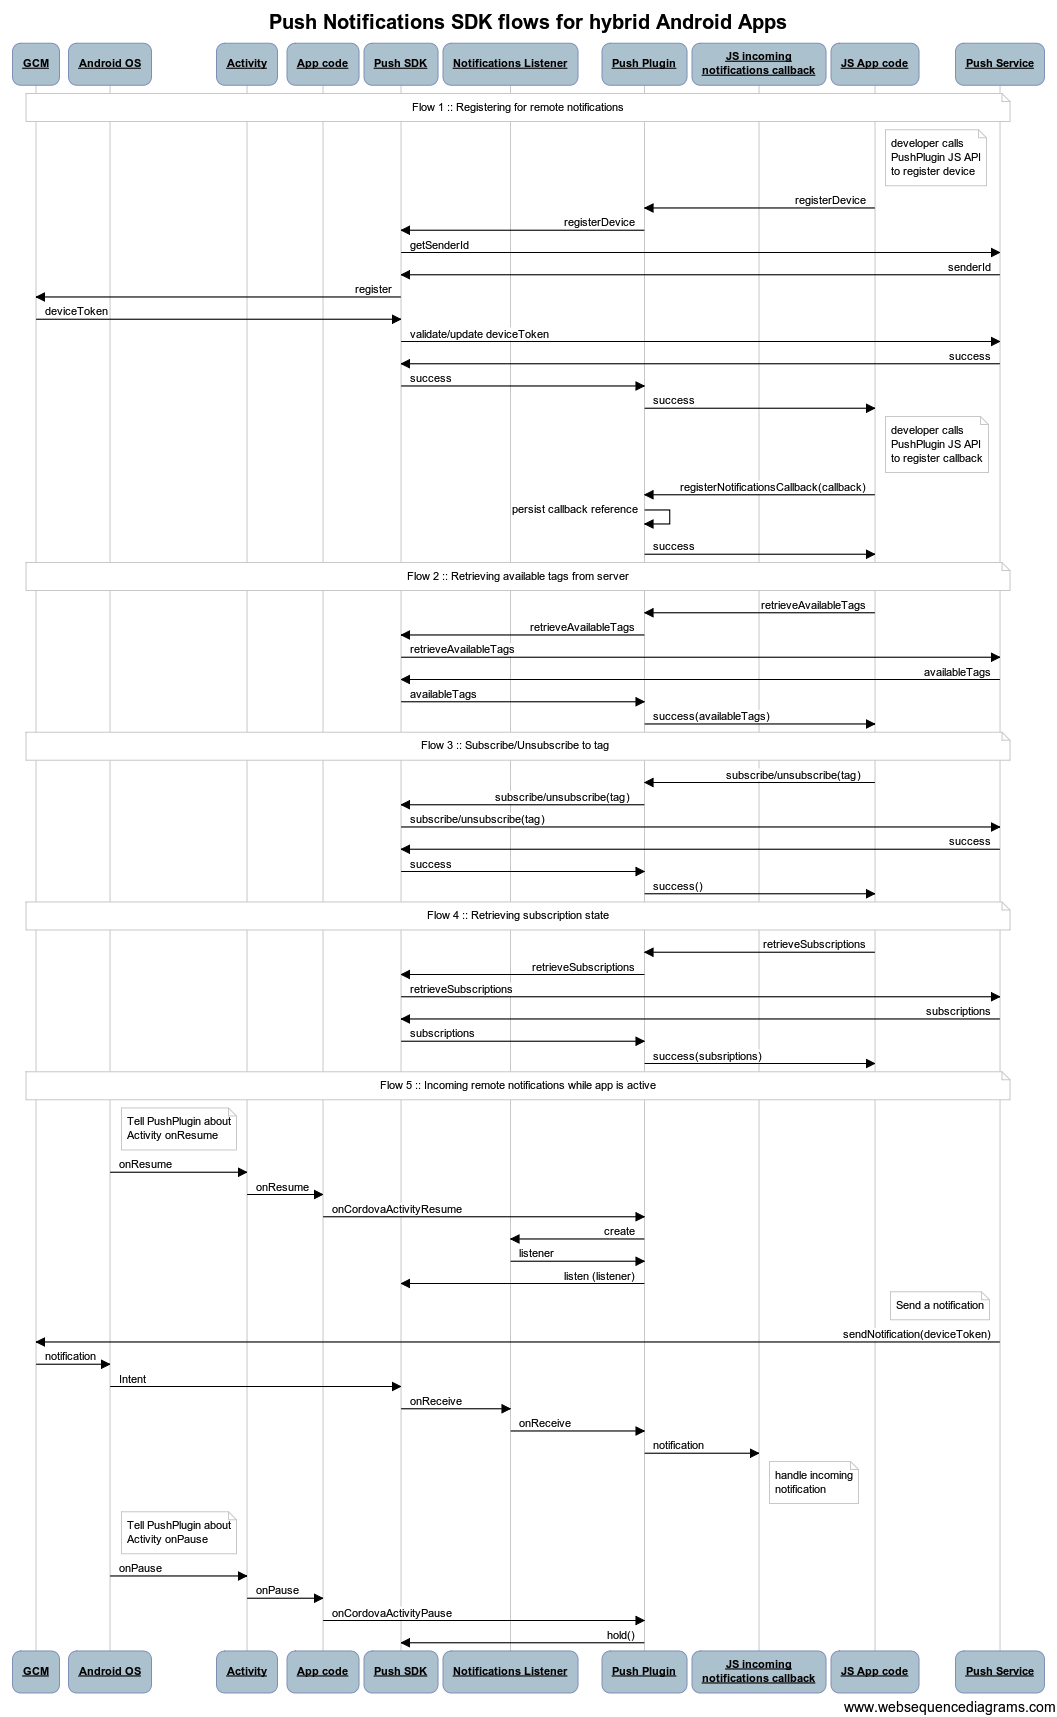 Push Notifications SDK flows for hybrid Android Apps
GCM
Android OS
Activity
App code
Push SDK
Notifications Listener
Push Plugin
JS incoming
notifications callback
JS App code
Push Service
Flow 1 :: Registering for remote notifications
developer calls
PushPlugin JS API
to register device
registerDevice
registerDevice
getSenderId
senderId
register
deviceToken
validate/update deviceToken
success
success
success
developer calls
PushPlugin JS API
to register callback
registerNotificationsCallback(callback)
persist callback reference
success
Flow 2 :: Retrieving available tags from server
retrieveAvailableTags
retrieveAvailableTags
retrieveAvailableTags
availableTags
availableTags
success(availableTags)
Flow 3 :: Subscribe/Unsubscribe to tag
subscribe/unsubscribe(tag)
subscribe/unsubscribe(tag)
subscribe/unsubscribe(tag)
success
success
success()
Flow 4 :: Retrieving subscription state
retrieveSubscriptions
retrieveSubscriptions
retrieveSubscriptions
subscriptions
subscriptions
success(subsriptions)
Flow 5 :: Incoming remote notifications while app is active
Tell PushPlugin about
Activity onResume
onResume
onResume
onCordovaActivityResume
create
listener
listen (listener)
Send a notification
sendNotification(deviceToken)
notification
Intent
onReceive
onReceive
notification
handle incoming
notification
Tell PushPlugin about
Activity onPause
onPause
onPause
onCordovaActivityPause
hold()
GCM
Android OS
Activity
App code
Push SDK
Notifications Listener
Push Plugin
JS incoming
notifications callback
JS App code
Push Service
www.websequencediagrams.com